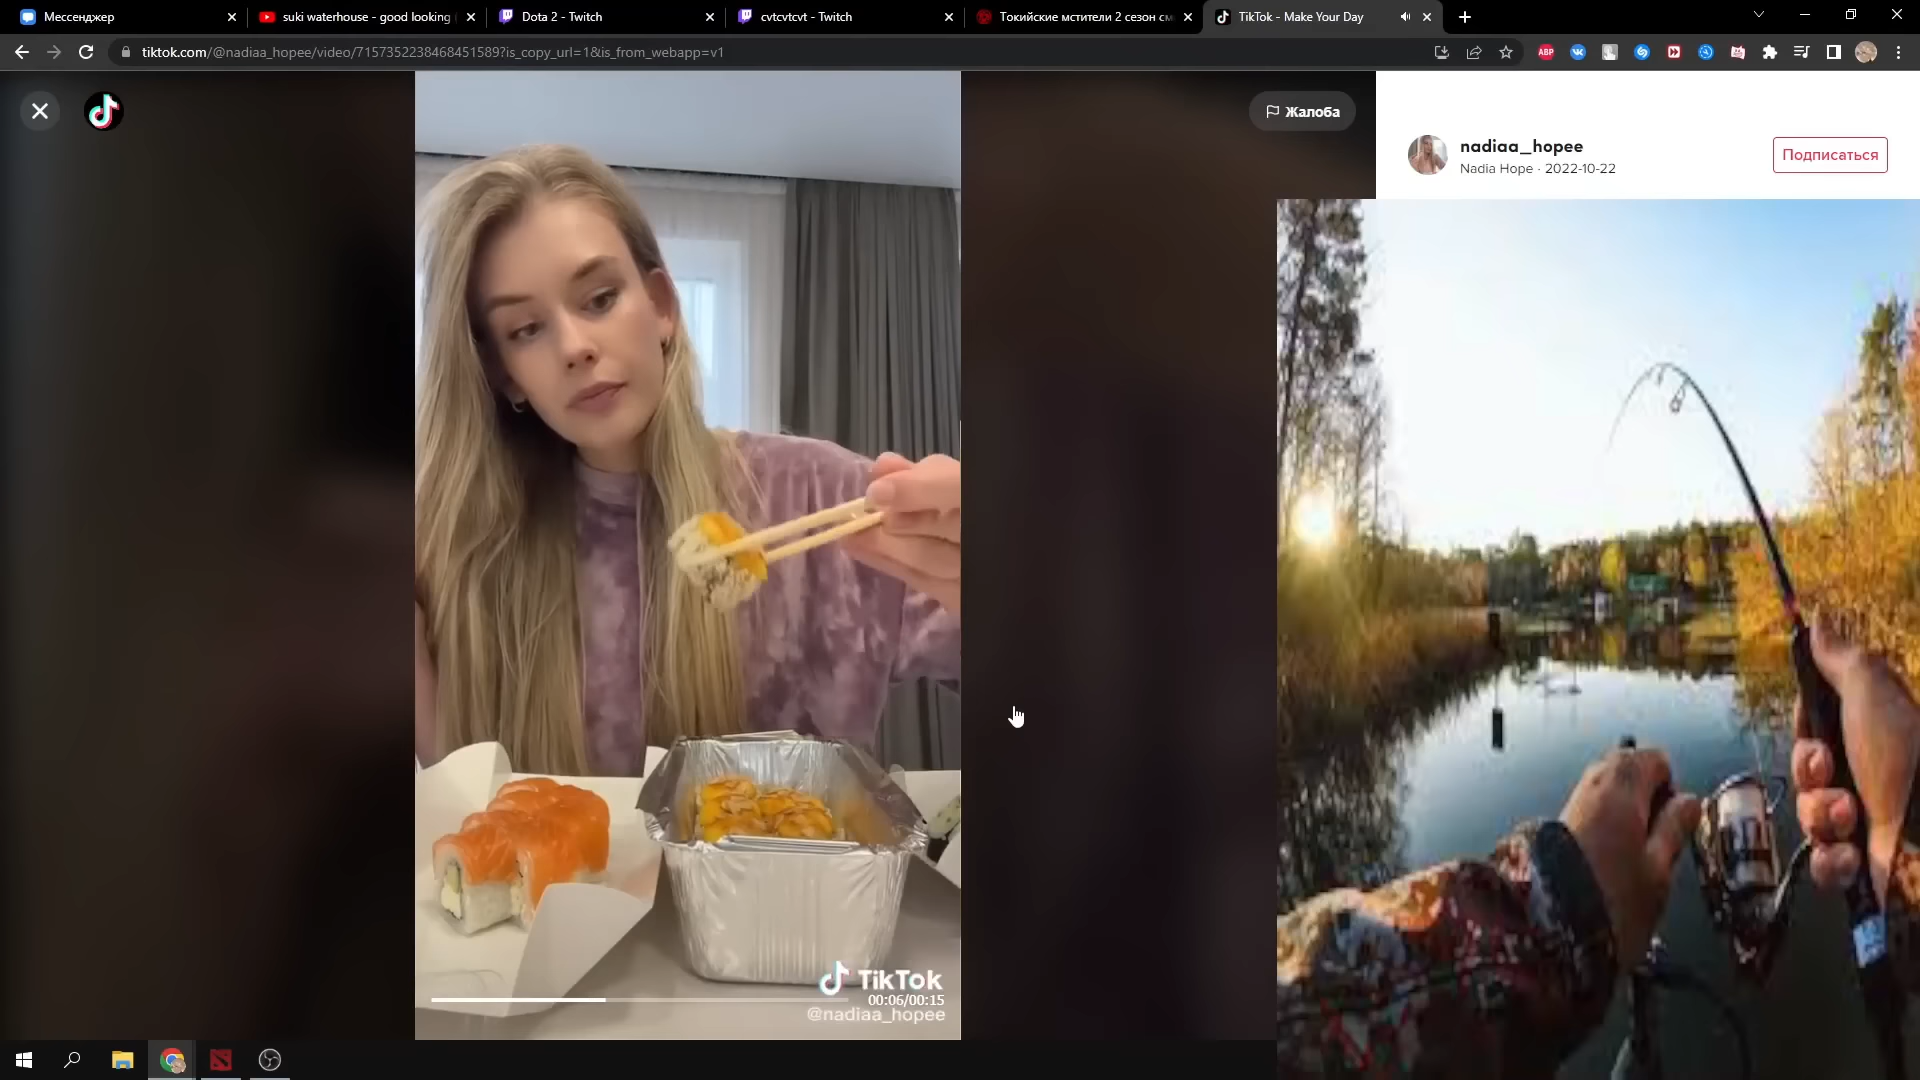 Мессенджер
suki waterhouse - good looking
Dota 2 - Twitch
cvtcvtcvt - Twitch
Токийские мстители 2 сезон см
TikTok - Make Your Day
tiktok.com/@nadiaa_hopee/video/7157352238468451589?is_copy_url=1&is_from_webapp=v1
ABP
Жалоба
nadiaa_hopee
Nadia Hope · 2022-10-22
Подписаться
TikTok
00:06/00:15
@nadiaa_hopee